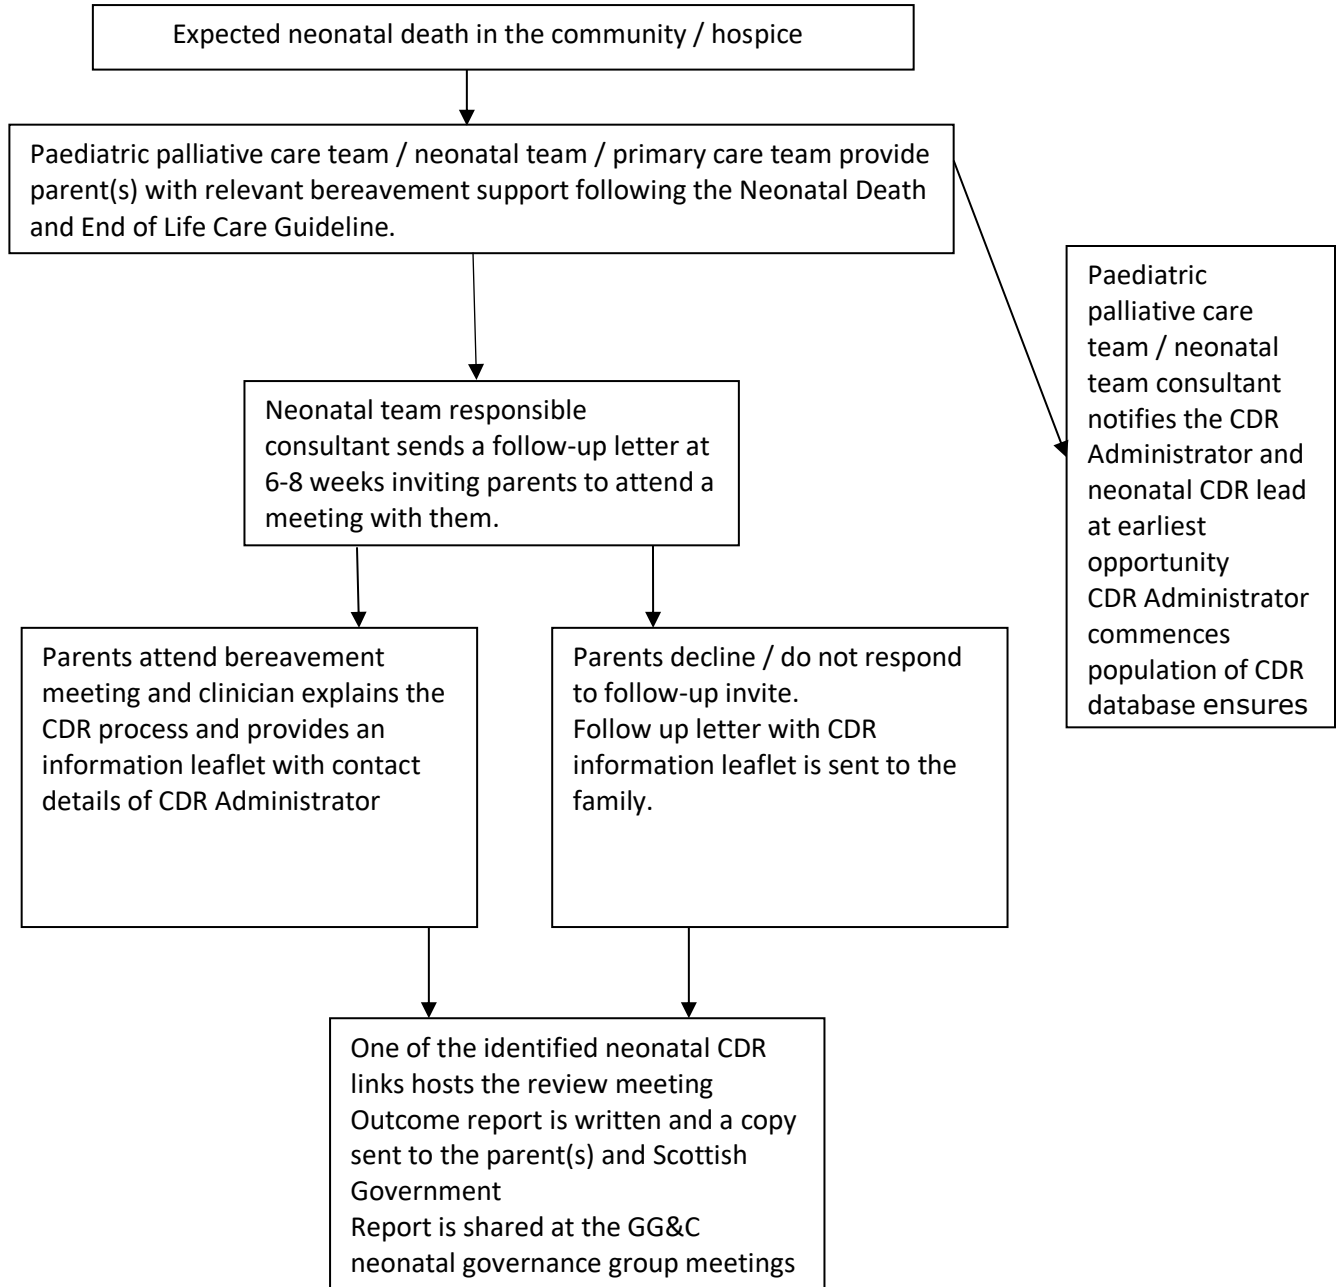 Expected neonatal death in the community / hospice
Paediatric palliative care team / neonatal team / primary care team provide
parent(s) with relevant bereavement support following the Neonatal Death
and End of Life Care Guideline.
Paediatric
palliative care
team / neonatal
team consultant
notifies the CDR
Administrator and
neonatal CDR lead
at earliest
opportunity
CDR Administrator
commences
population of CDR
database ensures
Neonatal team responsible
consultant sends a follow-up letter at
6-8 weeks inviting parents to attend a
meeting with them.
Parents attend bereavement
meeting and clinician explains the
CDR process and provides an
information leaflet with contact
details of CDR Administrator
Parents decline / do not respond
to follow-up invite.
Follow up letter with CDR
information leaflet is sent to the
family.
One of the identified neonatal CDR
links hosts the review meeting
Outcome report is written and a copy
sent to the parent(s) and Scottish
Government
Report is shared at the GG&C
neonatal governance group meetings